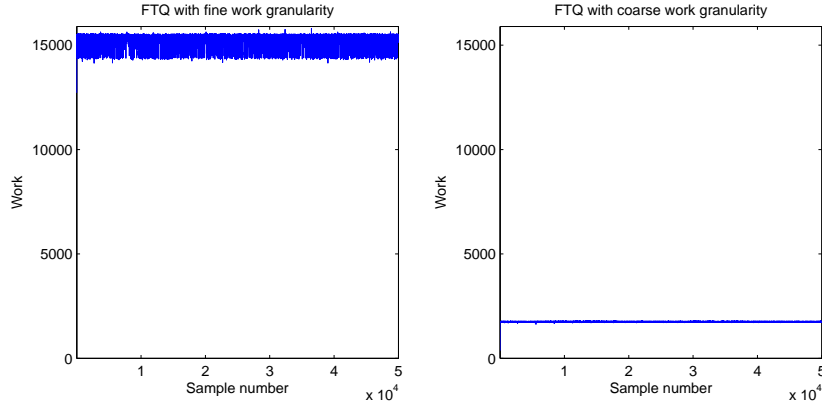 FTQ with fine work granularity
15000
10000
5000
0
Work
1
2
3
4
5
Sample number
x 10^4
FTQ with coarse work granularity
15000
10000
5000
0
Work
1
2
3
4
5
Sample number
x 10^4